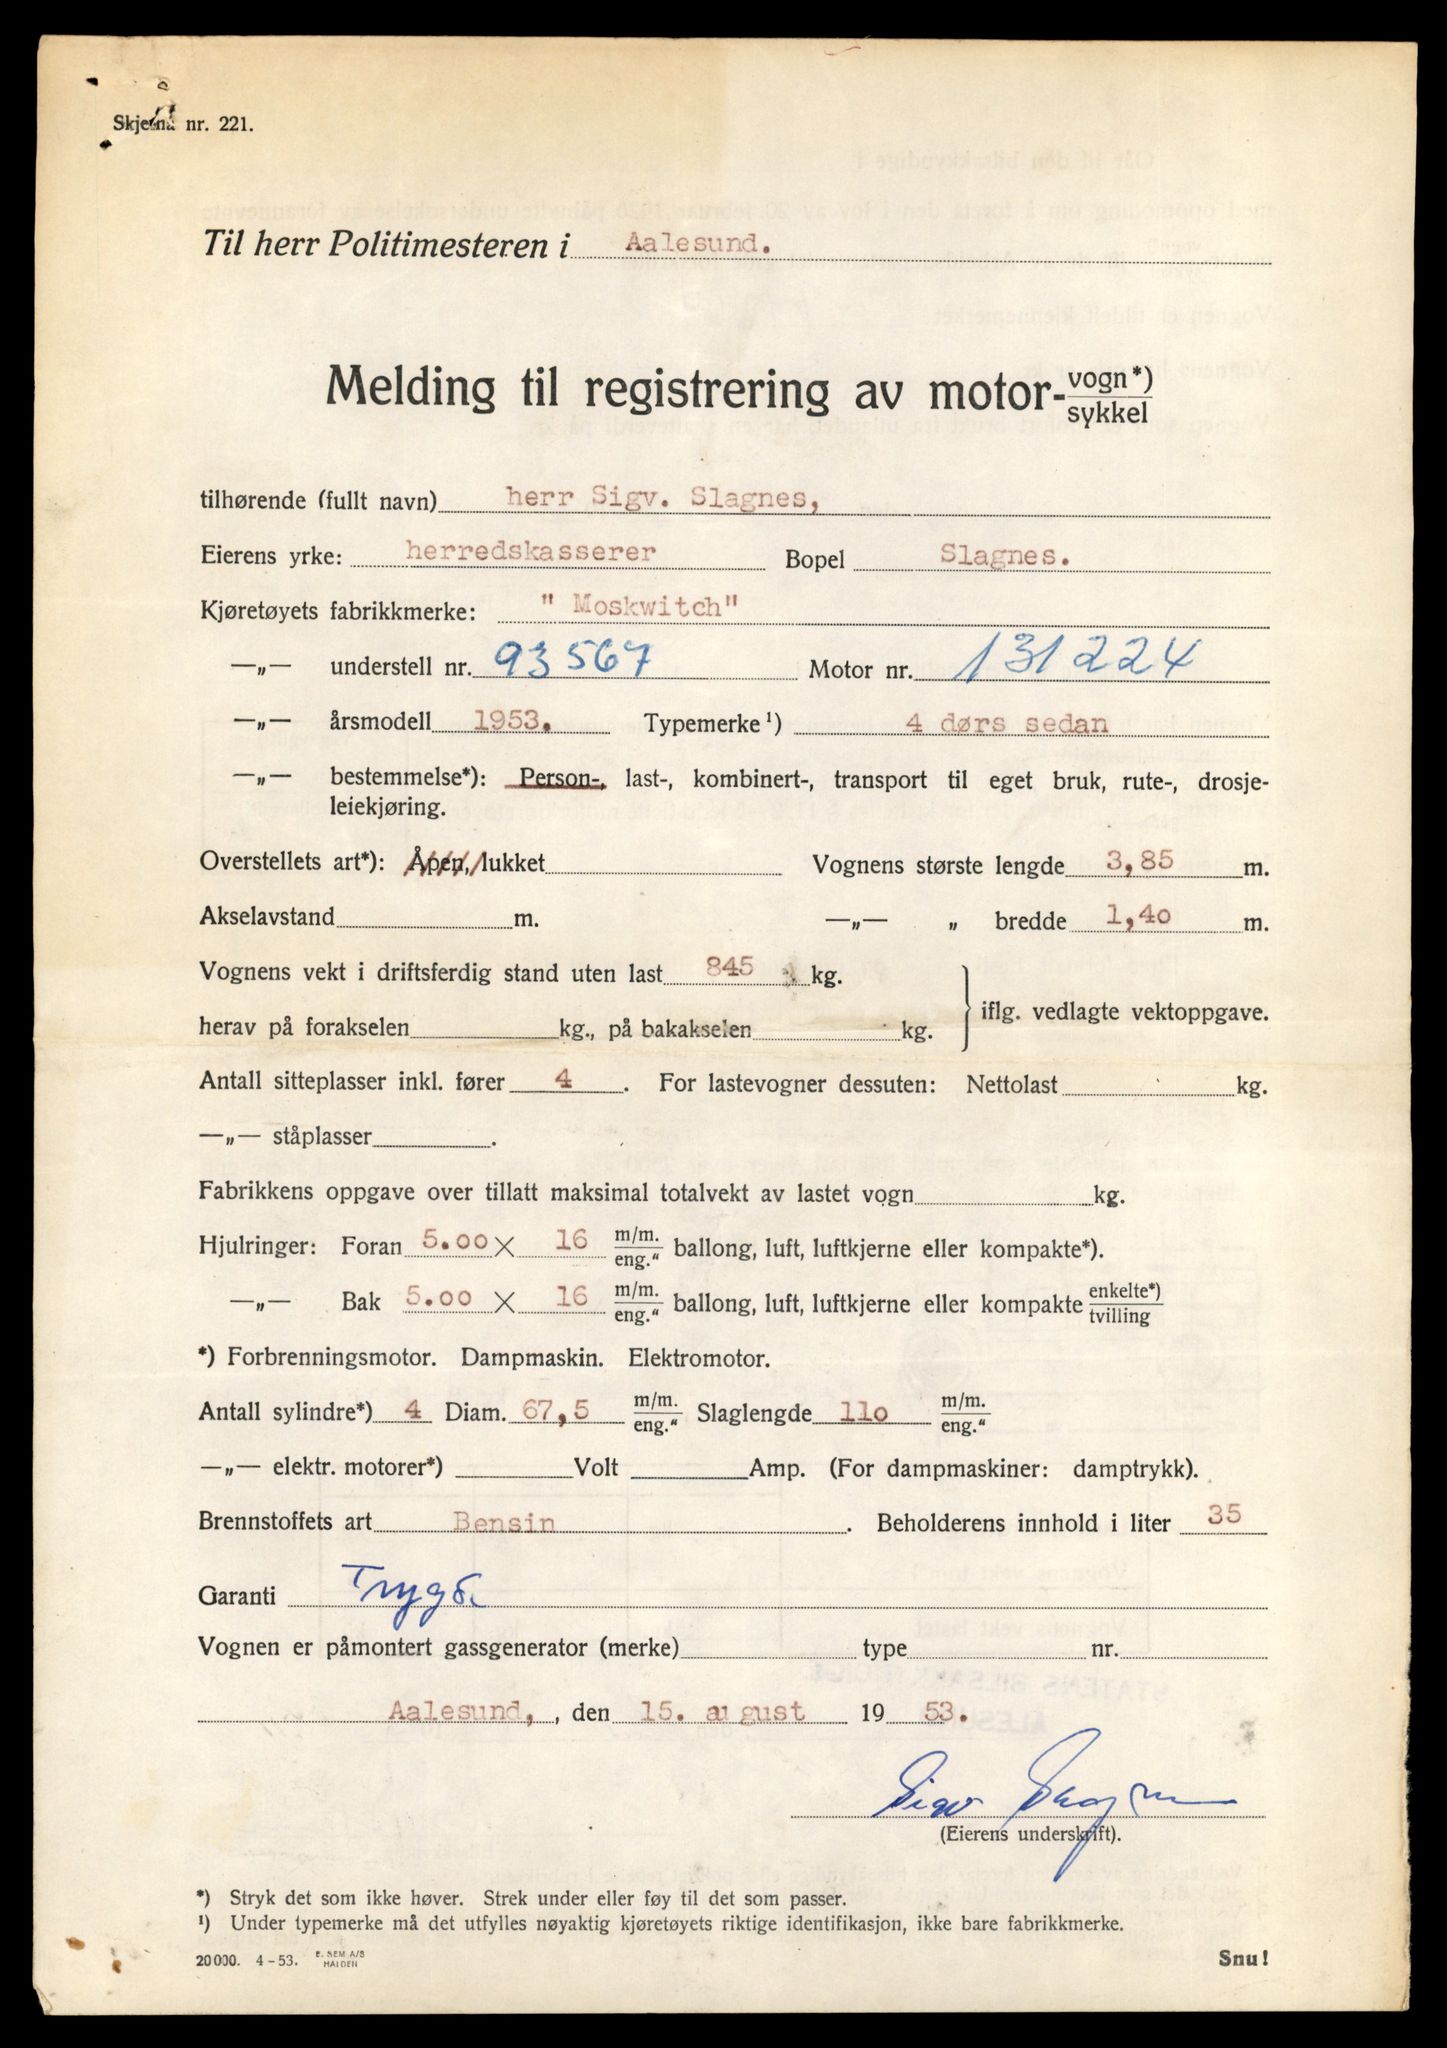 Skjema nr. 221.
Til herr Politimesteren i Aalesund.
Melding til registrering av motor-vogn*)
sykkel
tilhørende (fullt navn) herr Sigv. Slagnes,
Eierens yrke: herredskasserer Bopel Slagnes.
Kjøretøyets fabrikkmerke: " Moskwitch"
—„— understell nr. 93567 Motor nr. 131224
—„— årsmodell 1953. Typemerke¹) 4 dørs sedan
—„— bestemmelse*): Person-, last-, kombinert-, transport til eget bruk, rute-, drosje-
leiekjøring.
Overstellets art*): Åpen, lukket Vognens største lengde 3,85 m.
Akselavstand m. —„— „ bredde 1,4o m.
Vognens vekt i driftsferdig stand uten last 845 kg.
herav på forakselen kg., på bakakselen kg. iflg. vedlagte vektoppgave.
Antall sitteplasser inkl. fører 4 . For lastevogner dessuten: Nettolast kg.
—„— ståplasser .
Fabrikkens oppgave over tillatt maksimal totalvekt av lastet vogn kg.
Hjulringer: Foran 5.oo × 16 m/m. eng.“ ballong, luft, luftkjerne eller kompakte*).
—„— Bak 5.oo × 16 m/m. eng.“ ballong, luft, luftkjerne eller kompakte enkelte*) tvilling
*) Forbrenningsmotor. Dampmaskin. Elektromotor.
Antall sylindre*) 4 Diam. 67,5 m/m. eng.“ Slaglengde 11o m/m. eng.“
—„— elektr. motorer*) Volt Amp. (For dampmaskiner: damptrykk).
Brennstoffets art Bensin . Beholderens innhold i liter 35
Garanti
Vognen er påmontert gassgenerator (merke) type nr.
Aalesund, , den 15. august 19 53.
Sigv Slagnes
(Eierens underskrift).
*) Stryk det som ikke høver. Strek under eller føy til det som passer.
¹) Under typemerke må det utfylles nøyaktig kjøretøyets riktige identifikasjon, ikke bare fabrikkmerke.
20000. 4-53. E. SEM A/S HALDEN Snu!